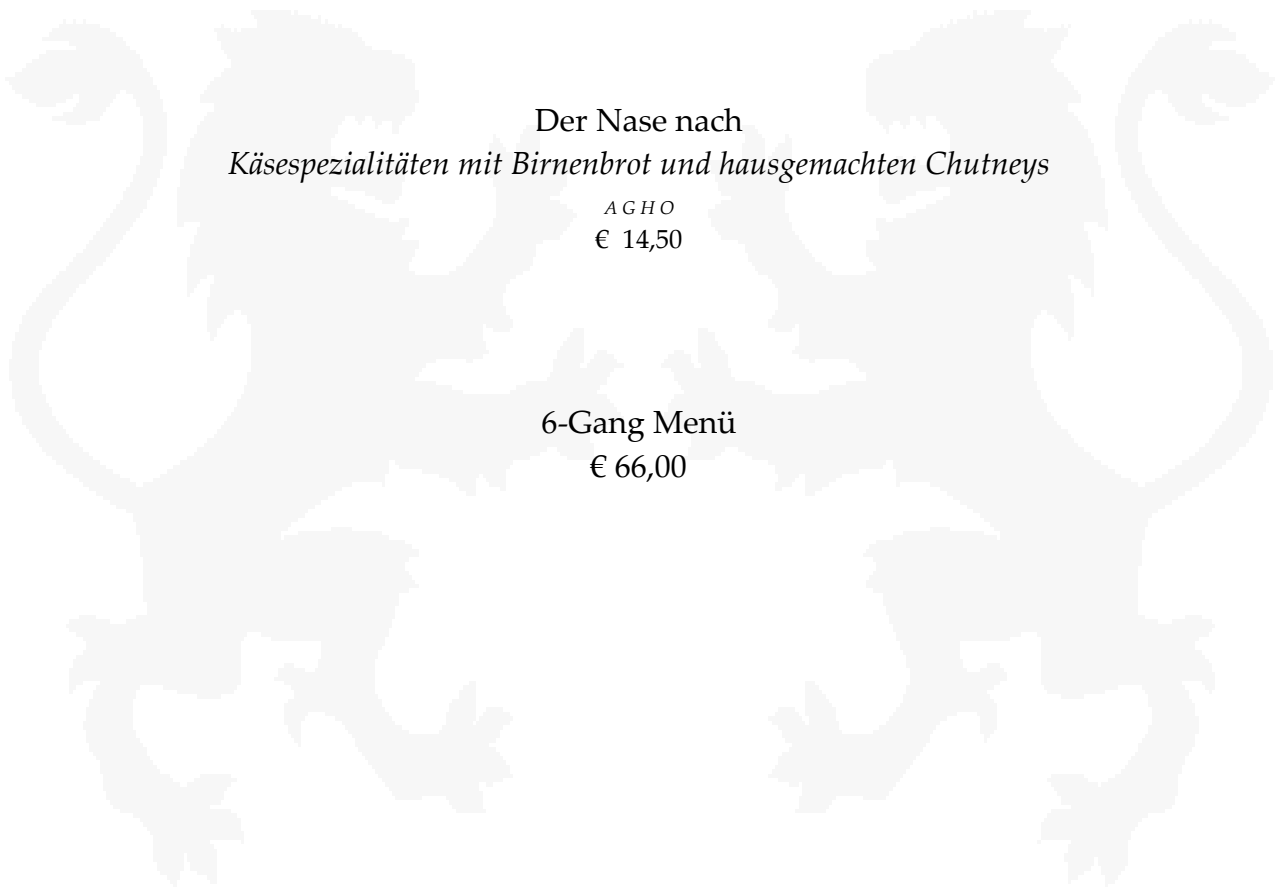 Der Nase nach
Käsespezialitäten mit Birnenbrot und hausgemachten Chutneys
A G H O
€ 14,50
6-Gang Menü
€ 66,00